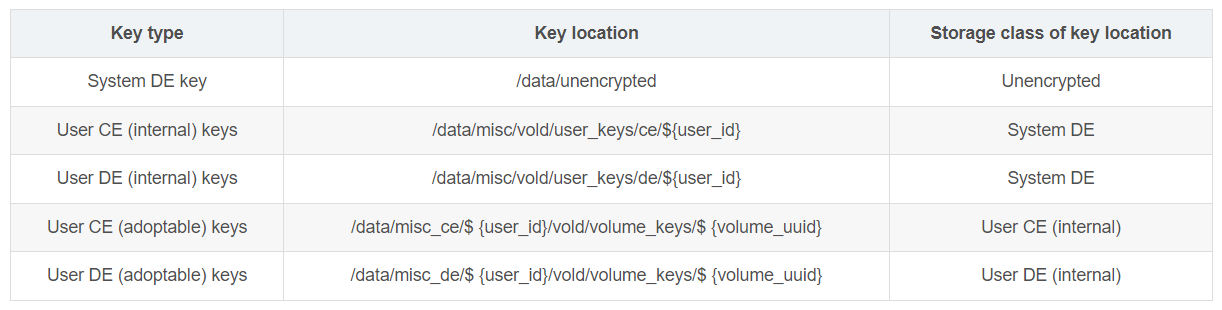 Key type Key location Storage class of key location
System DE key /data/unencrypted Unencrypted
User CE (internal) keys /data/misc/vold/user_keys/ce/${user_id} System DE
User DE (internal) keys /data/misc/vold/user_keys/de/${user_id} System DE
User CE (adoptable) keys /data/misc_ce/$ {user_id}/vold/volume_keys/$ {volume_uuid} User CE (internal)
User DE (adoptable) keys /data/misc_de/$ {user_id}/vold/volume_keys/$ {volume_uuid} User DE (internal)